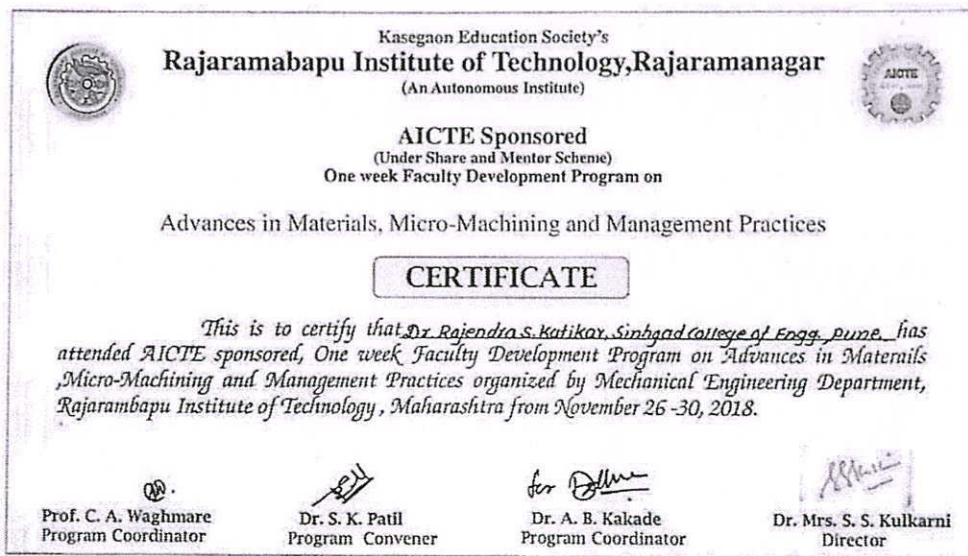 Kasegaon Education Society's
Rajaramabapu Institute of Technology,Rajaramanagar
(An Autonomous Institute)
AICTE
AICTE Sponsored
(Under Share and Mentor Scheme)
One week Faculty Development Program on
Advances in Materials, Micro-Machining and Management Practices
CERTIFICATE
This is to certify that Dr. Rajendra S. Katikar, Sinhgad College of Engg. Pune. has
attended AICTE sponsored, One week Faculty Development Program on Advances in Materails
,Micro-Machining and Management Practices organized by Mechanical Engineering Department,
Rajarambapu Institute of Technology , Maharashtra from November 26 -30, 2018.
for
Prof. C. A. Waghmare
Program Coordinator
Dr. S. K. Patil
Program Convener
Dr. A. B. Kakade
Program Coordinator
Dr. Mrs. S. S. Kulkarni
Director